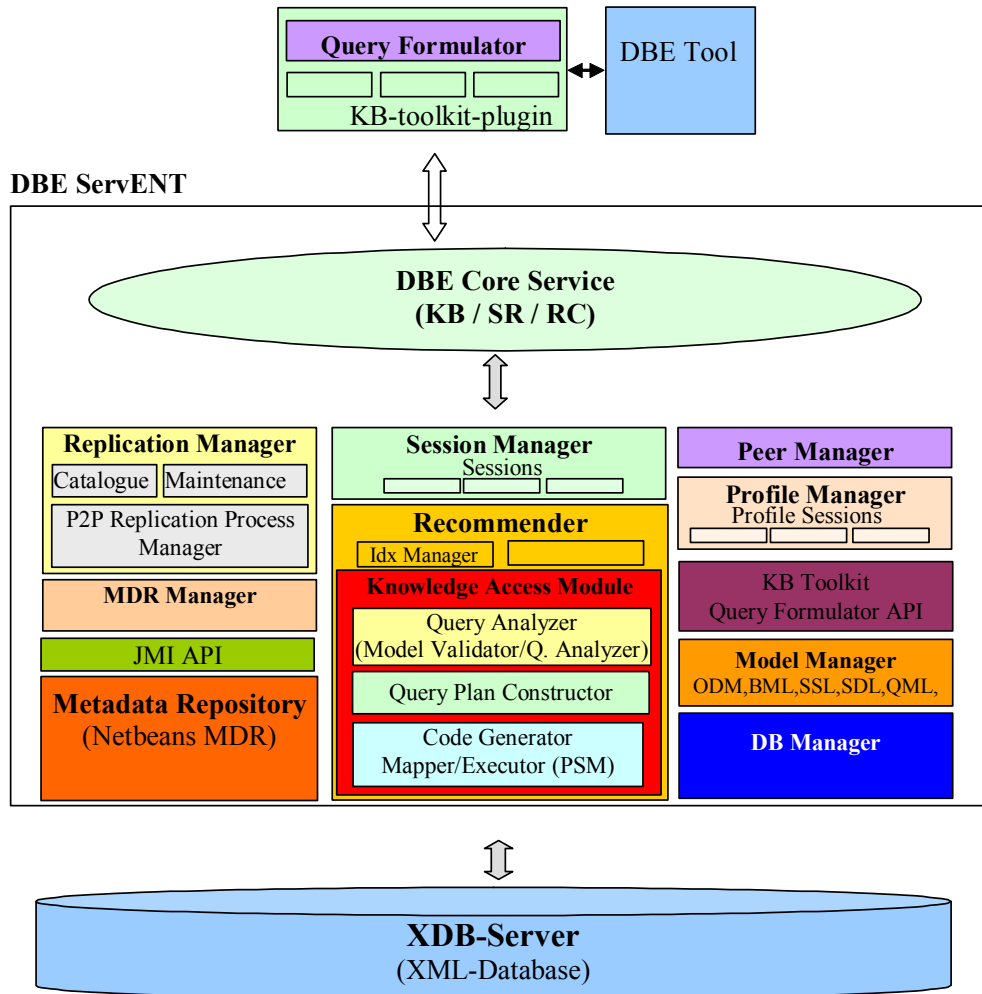 Query Formulator
KB-toolkit-plugin
DBE Tool
DBE ServENT
DBE Core Service
(KB / SR / RC)
Replication Manager
Catalogue
Maintenance
P2P Replication Process
Manager
MDR Manager
JMI API
Metadata Repository
(Netbeans MDR)
Session Manager
Sessions
Recommender
Idx Manager
Knowledge Access Module
Query Analyzer
(Model Validator/Q. Analyzer)
Query Plan Constructor
Code Generator
Mapper/Executor (PSM)
Peer Manager
Profile Manager
Profile Sessions
KB Toolkit
Query Formulator API
Model Manager
ODM,BML,SSL,SDL,QML,
DB Manager
XDB-Server
(XML-Database)